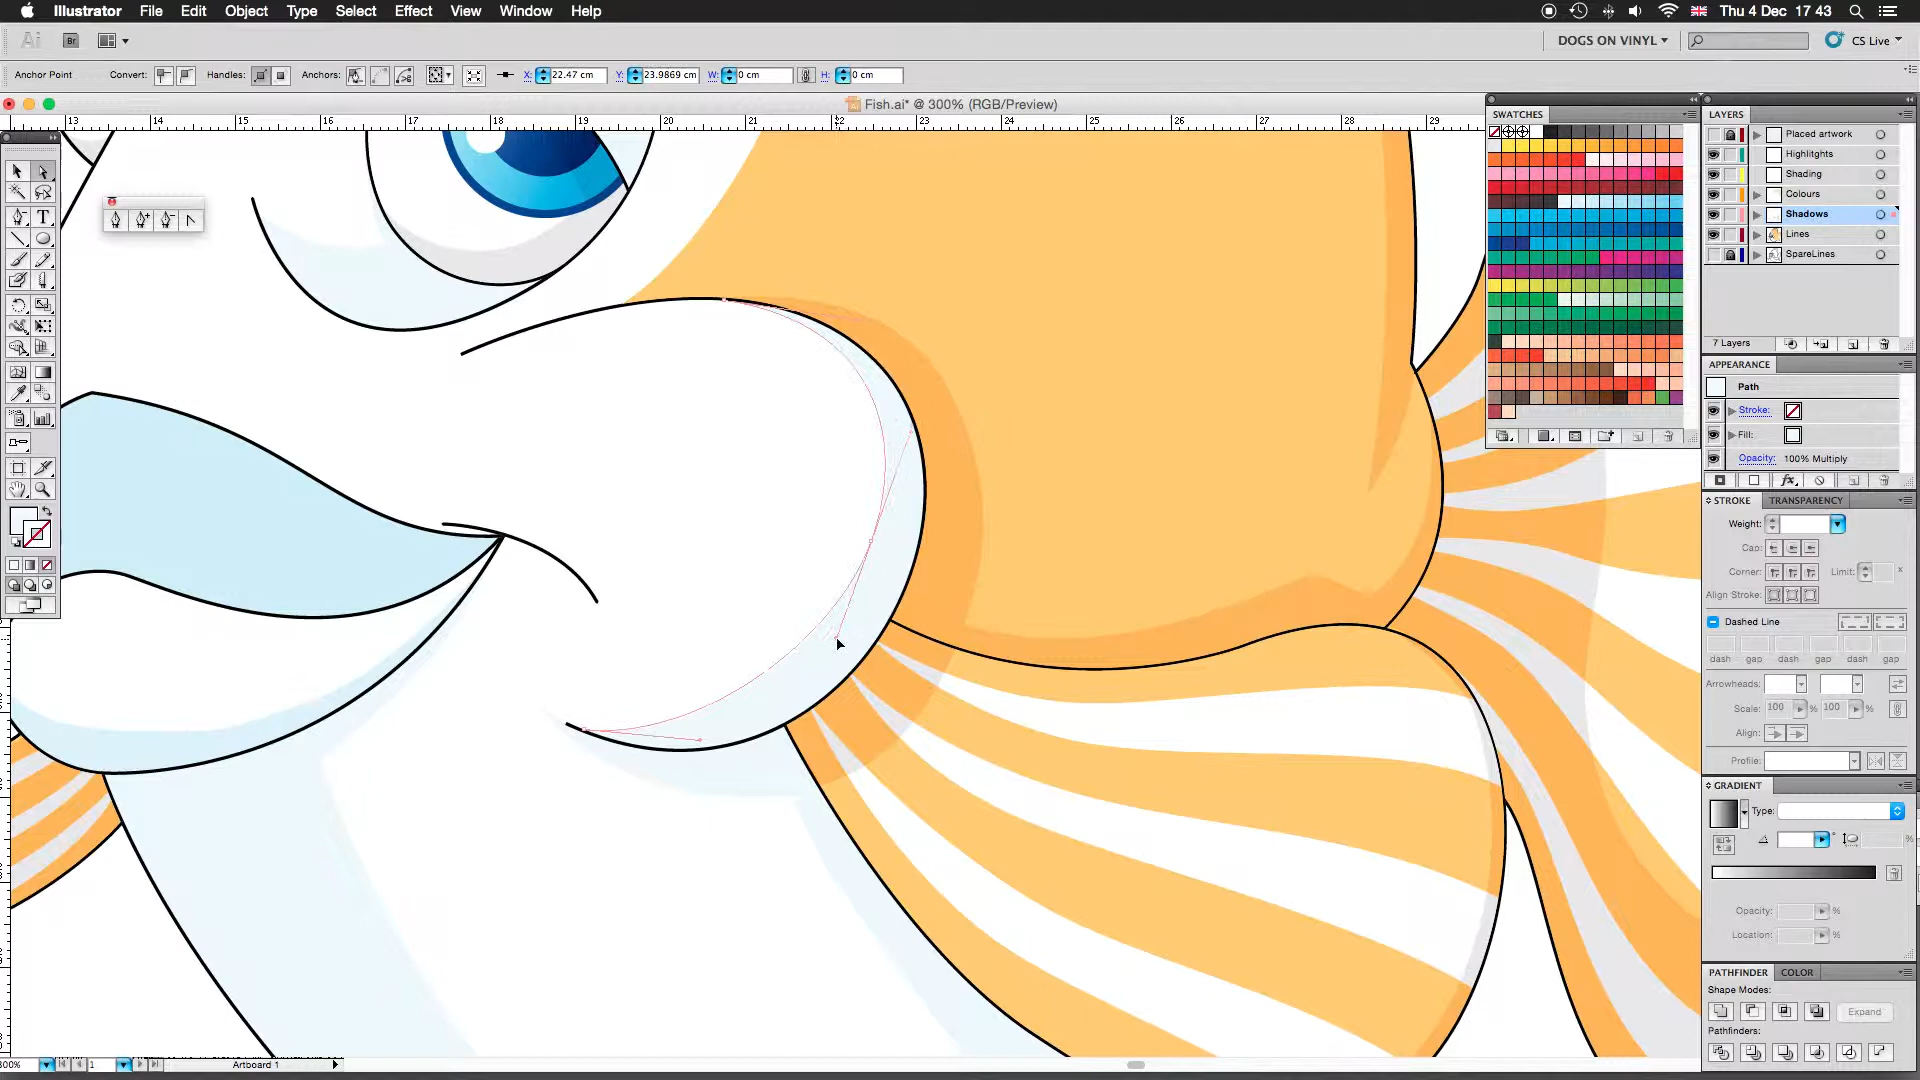 Illustrator File Edit Object Type Select Effect View Window Help
Thu 4 Dec 17 43
Ai Br
DOGS ON VINYL
CS Live
Anchor Point Convert: Handles: Anchors: X: 22.47 cm Y: 23.9869 cm W: 0 cm H: 0 cm
Fish.ai* @ 300% (RGB/Preview)
13 14 15 16 17 18 19 20 21 22 23 24 25 26 27 28 29
SWATCHES
LAYERS
Placed artwork
Highlights
Shading
Colours
Shadows
Lines
SpareLines
7 Layers
APPEARANCE
Path
Stroke:
Fill:
Opacity: 100% Multiply
STROKE TRANSPARENCY
Weight:
Cap:
Corner: Limit: x
Align Stroke:
Dashed Line
dash gap dash gap dash gap
Arrowheads:
Scale: 100 % 100 %
Align:
Profile:
GRADIENT
Type:
Opacity: %
Location: %
PATHFINDER COLOR
Shape Modes:
Expand
Pathfinders:
1 Artboard 1